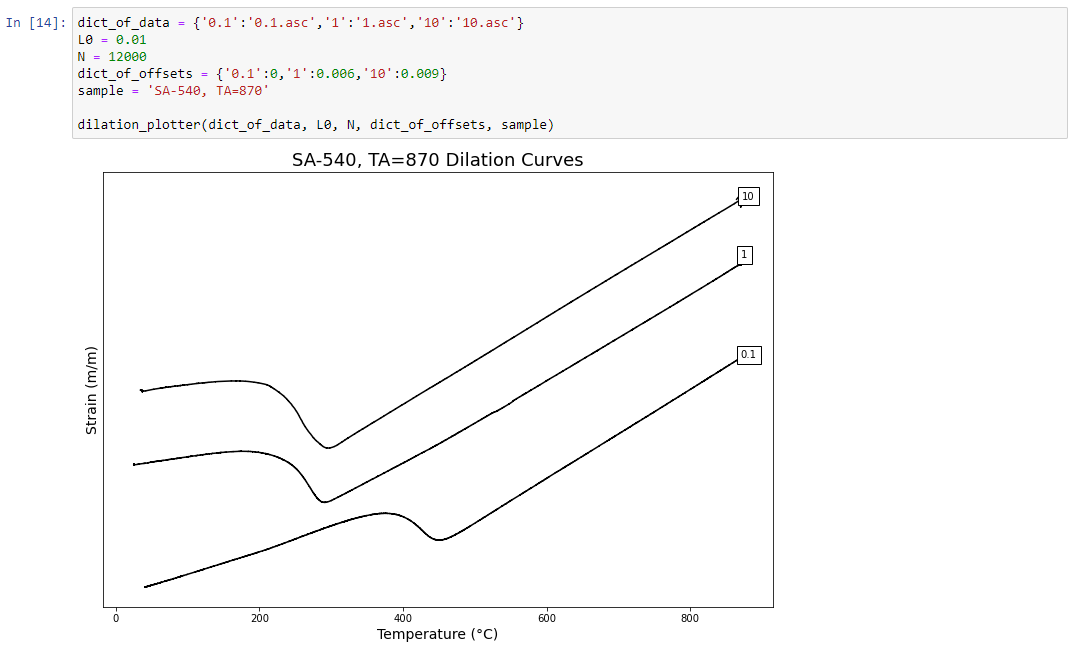 In [14]:
dict_of_data = {'0.1':'0.1.asc','1':'1.asc','10':'10.asc'}
L0 = 0.01
N = 12000
dict_of_offsets = {'0.1':0,'1':0.006,'10':0.009}
sample = 'SA-540, TA=870'
dilation_plotter(dict_of_data, L0, N, dict_of_offsets, sample)
SA-540, TA=870 Dilation Curves
10
1
0.1
Strain (m/m)
0 200 400 600 800
Temperature (°C)